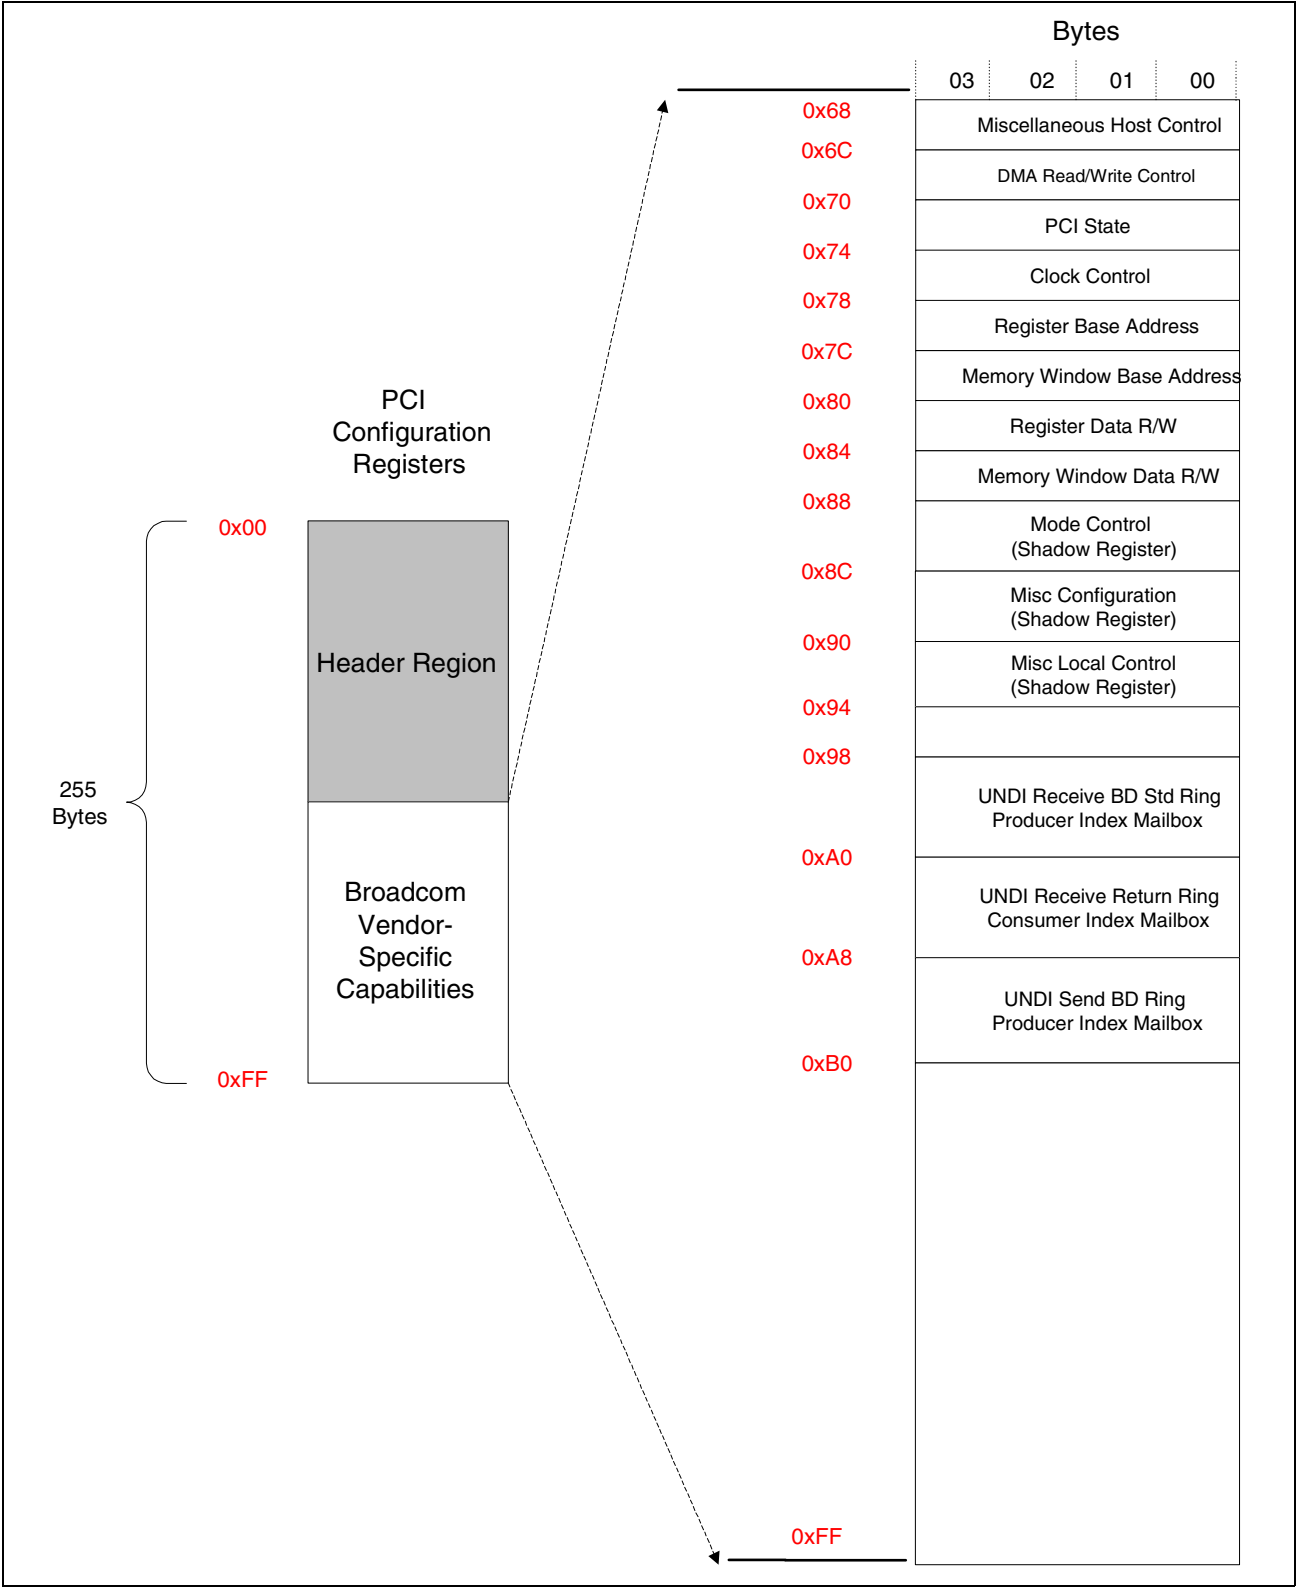 Bytes
03 02 01 00
0x68
Miscellaneous Host Control
0x6C
DMA Read/Write Control
0x70
PCI State
0x74
Clock Control
0x78
Register Base Address
0x7C
Memory Window Base Address
0x80
Register Data R/W
0x84
Memory Window Data R/W
0x88
Mode Control
(Shadow Register)
0x8C
Misc Configuration
(Shadow Register)
0x90
Misc Local Control
(Shadow Register)
0x94
0x98
UNDI Receive BD Std Ring
Producer Index Mailbox
0xA0
UNDI Receive Return Ring
Consumer Index Mailbox
0xA8
UNDI Send BD Ring
Producer Index Mailbox
0xB0
0xFF
PCI
Configuration
Registers
0x00
Header Region
255
Bytes
Broadcom
Vendor-
Specific
Capabilities
0xFF